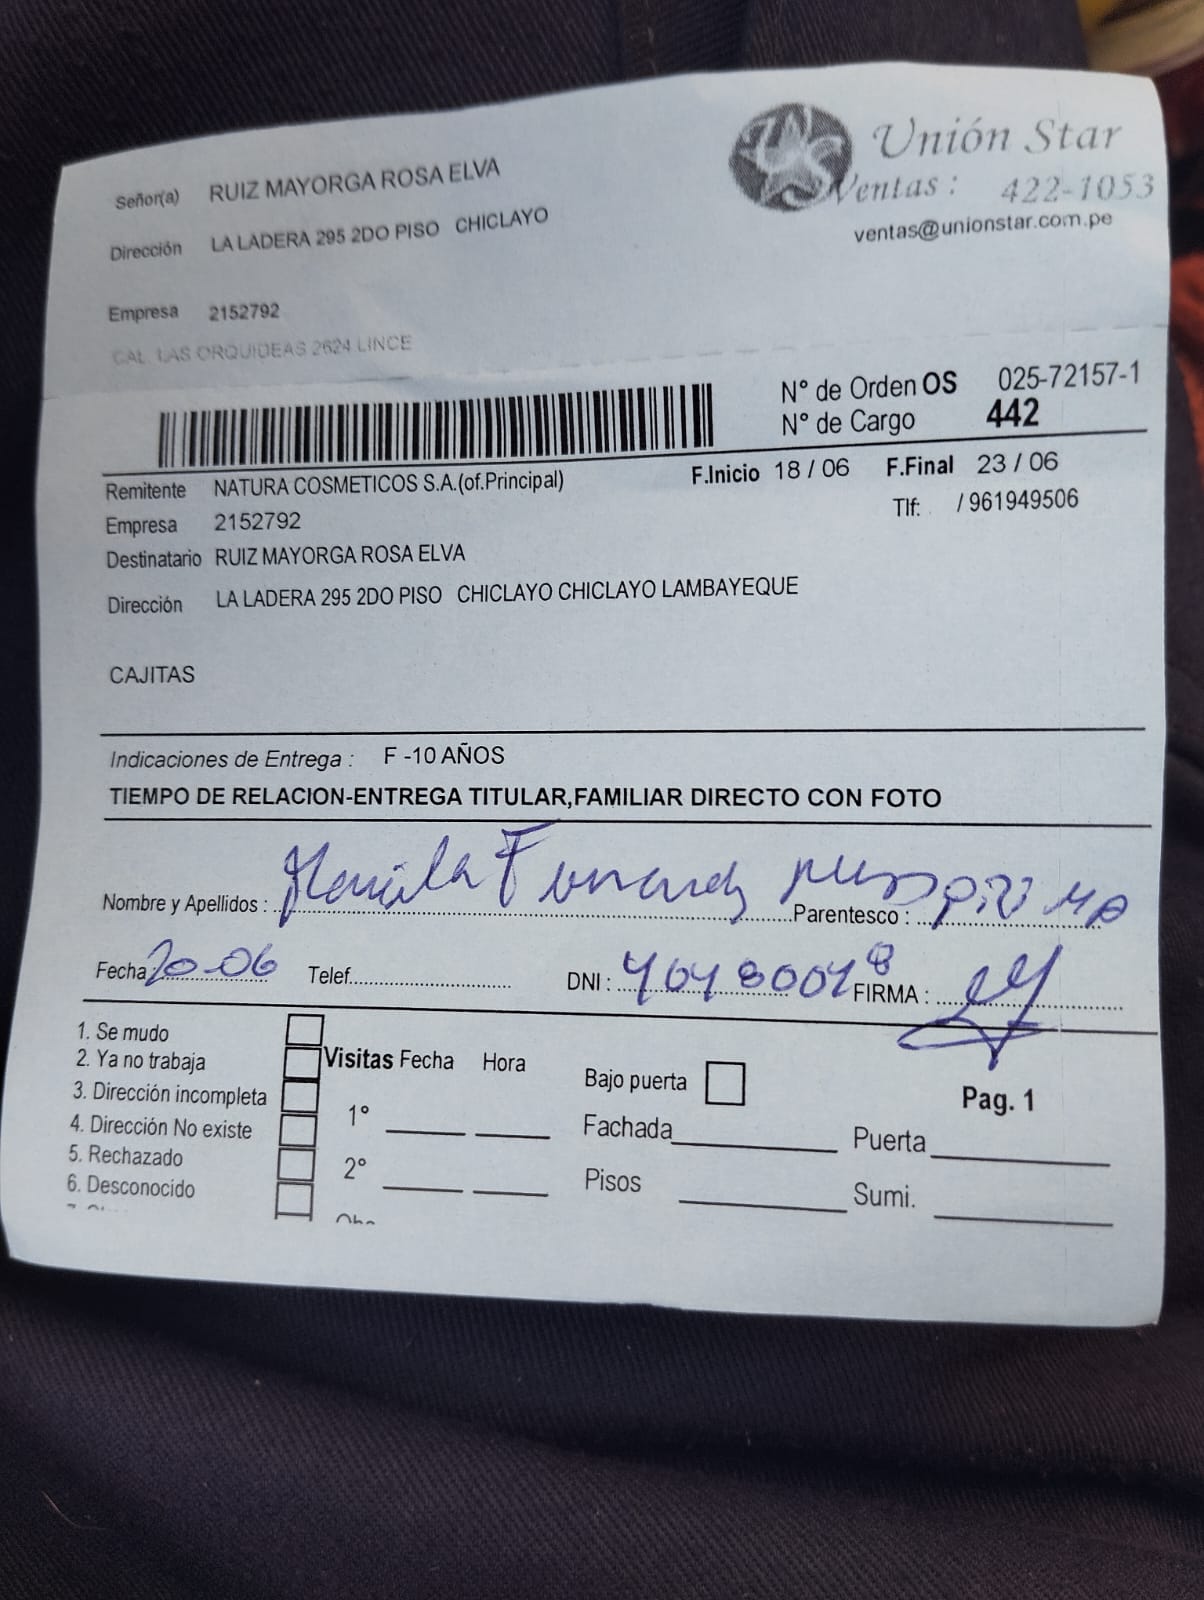 Señor(a) RUIZ MAYORGA ROSA ELVA
Unión Star
Dirección LA LADERA 295 2DO PISO CHICLAYO
Ventas: 422-1053
ventas@unionstar.com.pe
Empresa 2152792
CAL. LAS ORQUIDEAS 2624 LINCE
N° de Orden OS 025-72157-1
N° de Cargo 442
Remitente NATURA COSMETICOS S.A.(of.Principal)
F.Inicio 18 / 06 F.Final 23 / 06
Empresa 2152792
Tlf: / 961949506
Destinatario RUIZ MAYORGA ROSA ELVA
Dirección LA LADERA 295 2DO PISO CHICLAYO CHICLAYO LAMBAYEQUE
CAJITAS
Indicaciones de Entrega : F -10 AÑOS
TIEMPO DE RELACION-ENTREGA TITULAR,FAMILIAR DIRECTO CON FOTO
Nombre y Apellidos : Parentesco :
Fecha 20-06 Telef. DNI : FIRMA :
1. Se mudo
2. Ya no trabaja
3. Dirección incompleta
4. Dirección No existe
5. Rechazado
6. Desconocido
Visitas Fecha Hora
1°
2°
Bajo puerta
Pag. 1
Fachada Puerta
Pisos Sumi.